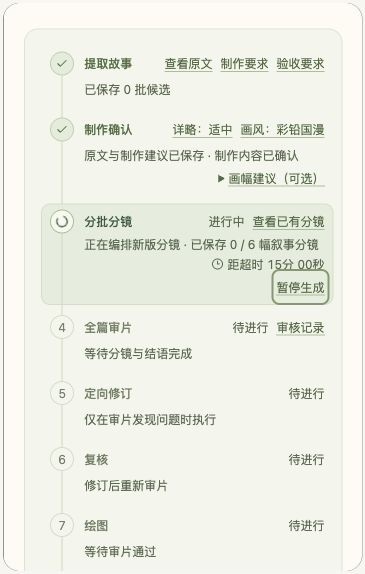 提取故事 查看原文 制作要求 验收要求
已保存 0 批候选
制作确认 详略：适中 画风：彩铅国漫
原文与制作建议已保存 · 制作内容已确认
▶ 画幅建议（可选）
分批分镜 进行中 查看已有分镜
正在编排新版分镜 · 已保存 0 / 6 幅叙事分镜
距超时 15分 00秒
暂停生成
4 全篇审片 待进行 审核记录
等待分镜与结语完成
5 定向修订 待进行
仅在审片发现问题时执行
6 复核 待进行
修订后重新审片
7 绘图 待进行
等待审片通过